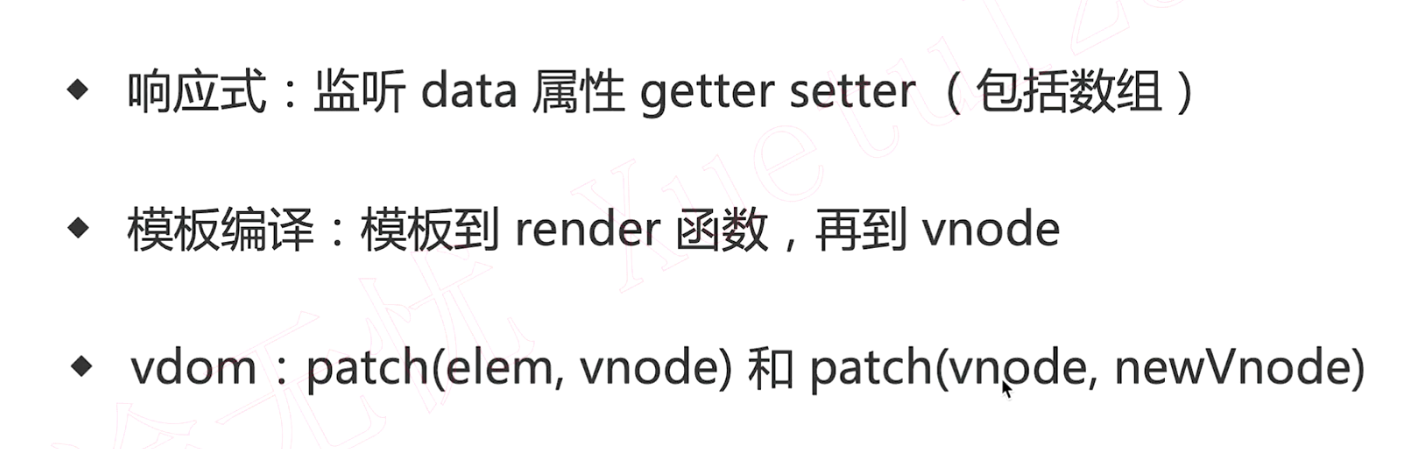 ◆ 响应式：监听 data 属性 getter setter （包括数组）
◆ 模板编译：模板到 render 函数，再到 vnode
◆ vdom：patch(elem, vnode) 和 patch(vnode, newVnode)